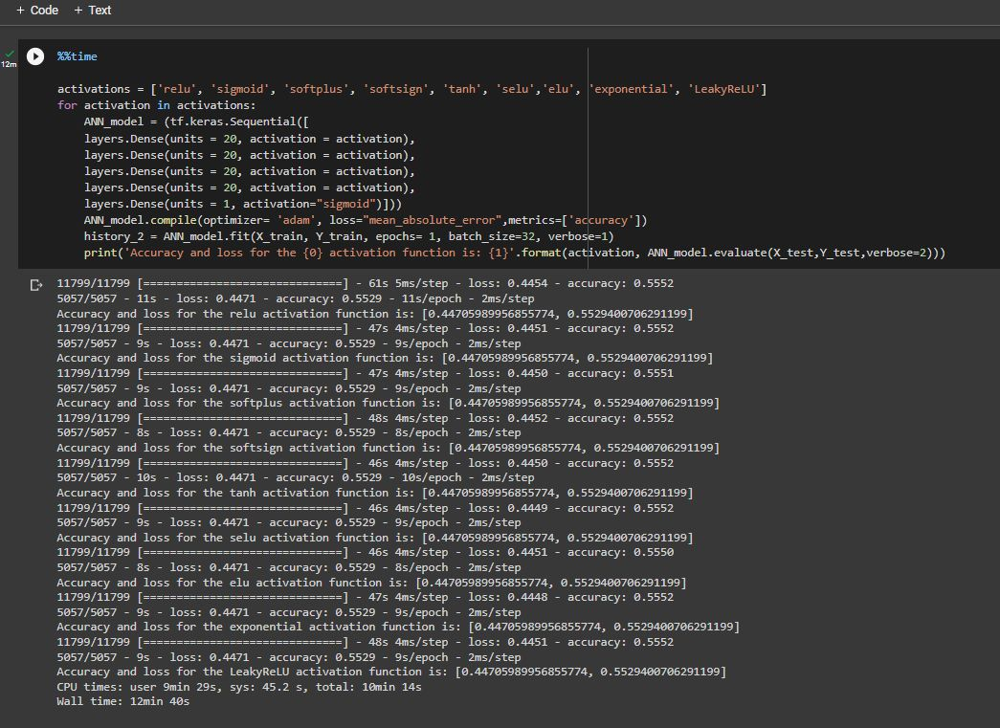 + Code + Text
12m
%%time
activations = ['relu', 'sigmoid', 'softplus', 'softsign', 'tanh', 'selu','elu', 'exponential', 'LeakyReLU']
for activation in activations:
    ANN_model = (tf.keras.Sequential([
    layers.Dense(units = 20, activation = activation),
    layers.Dense(units = 20, activation = activation),
    layers.Dense(units = 20, activation = activation),
    layers.Dense(units = 20, activation = activation),
    layers.Dense(units = 1, activation="sigmoid")]))
    ANN_model.compile(optimizer= 'adam', loss="mean_absolute_error",metrics=['accuracy'])
    history_2 = ANN_model.fit(X_train, Y_train, epochs= 1, batch_size=32, verbose=1)
    print('Accuracy and loss for the {0} activation function is: {1}'.format(activation, ANN_model.evaluate(X_test,Y_test,verbose=2)))
11799/11799 [==============================] - 61s 5ms/step - loss: 0.4454 - accuracy: 0.5552
5057/5057 - 11s - loss: 0.4471 - accuracy: 0.5529 - 11s/epoch - 2ms/step
Accuracy and loss for the relu activation function is: [0.44705989956855774, 0.5529400706291199]
11799/11799 [==============================] - 47s 4ms/step - loss: 0.4451 - accuracy: 0.5552
5057/5057 - 9s - loss: 0.4471 - accuracy: 0.5529 - 9s/epoch - 2ms/step
Accuracy and loss for the sigmoid activation function is: [0.44705989956855774, 0.5529400706291199]
11799/11799 [==============================] - 47s 4ms/step - loss: 0.4450 - accuracy: 0.5551
5057/5057 - 9s - loss: 0.4471 - accuracy: 0.5529 - 9s/epoch - 2ms/step
Accuracy and loss for the softplus activation function is: [0.44705989956855774, 0.5529400706291199]
11799/11799 [==============================] - 48s 4ms/step - loss: 0.4452 - accuracy: 0.5552
5057/5057 - 8s - loss: 0.4471 - accuracy: 0.5529 - 8s/epoch - 2ms/step
Accuracy and loss for the softsign activation function is: [0.44705989956855774, 0.5529400706291199]
11799/11799 [==============================] - 46s 4ms/step - loss: 0.4450 - accuracy: 0.5552
5057/5057 - 10s - loss: 0.4471 - accuracy: 0.5529 - 10s/epoch - 2ms/step
Accuracy and loss for the tanh activation function is: [0.44705989956855774, 0.5529400706291199]
11799/11799 [==============================] - 46s 4ms/step - loss: 0.4449 - accuracy: 0.5552
5057/5057 - 9s - loss: 0.4471 - accuracy: 0.5529 - 9s/epoch - 2ms/step
Accuracy and loss for the selu activation function is: [0.44705989956855774, 0.5529400706291199]
11799/11799 [==============================] - 46s 4ms/step - loss: 0.4451 - accuracy: 0.5550
5057/5057 - 8s - loss: 0.4471 - accuracy: 0.5529 - 8s/epoch - 2ms/step
Accuracy and loss for the elu activation function is: [0.44705989956855774, 0.5529400706291199]
11799/11799 [==============================] - 47s 4ms/step - loss: 0.4448 - accuracy: 0.5552
5057/5057 - 9s - loss: 0.4471 - accuracy: 0.5529 - 9s/epoch - 2ms/step
Accuracy and loss for the exponential activation function is: [0.44705989956855774, 0.5529400706291199]
11799/11799 [==============================] - 48s 4ms/step - loss: 0.4451 - accuracy: 0.5552
5057/5057 - 9s - loss: 0.4471 - accuracy: 0.5529 - 9s/epoch - 2ms/step
Accuracy and loss for the LeakyReLU activation function is: [0.44705989956855774, 0.5529400706291199]
CPU times: user 9min 29s, sys: 45.2 s, total: 10min 14s
Wall time: 12min 40s